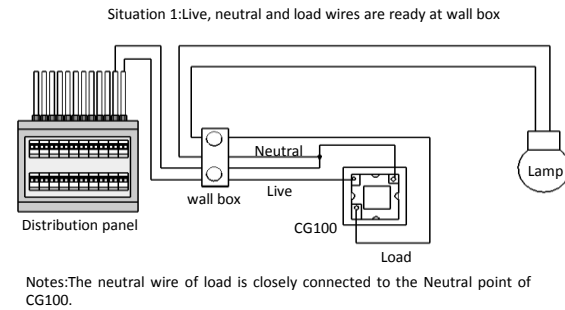 Situation 1:Live, neutral and load wires are ready at wall box
Neutral
Lamp
wall box
Live
Distribution panel
CG100
Load
Notes:The neutral wire of load is closely connected to the Neutral point of
CG100.